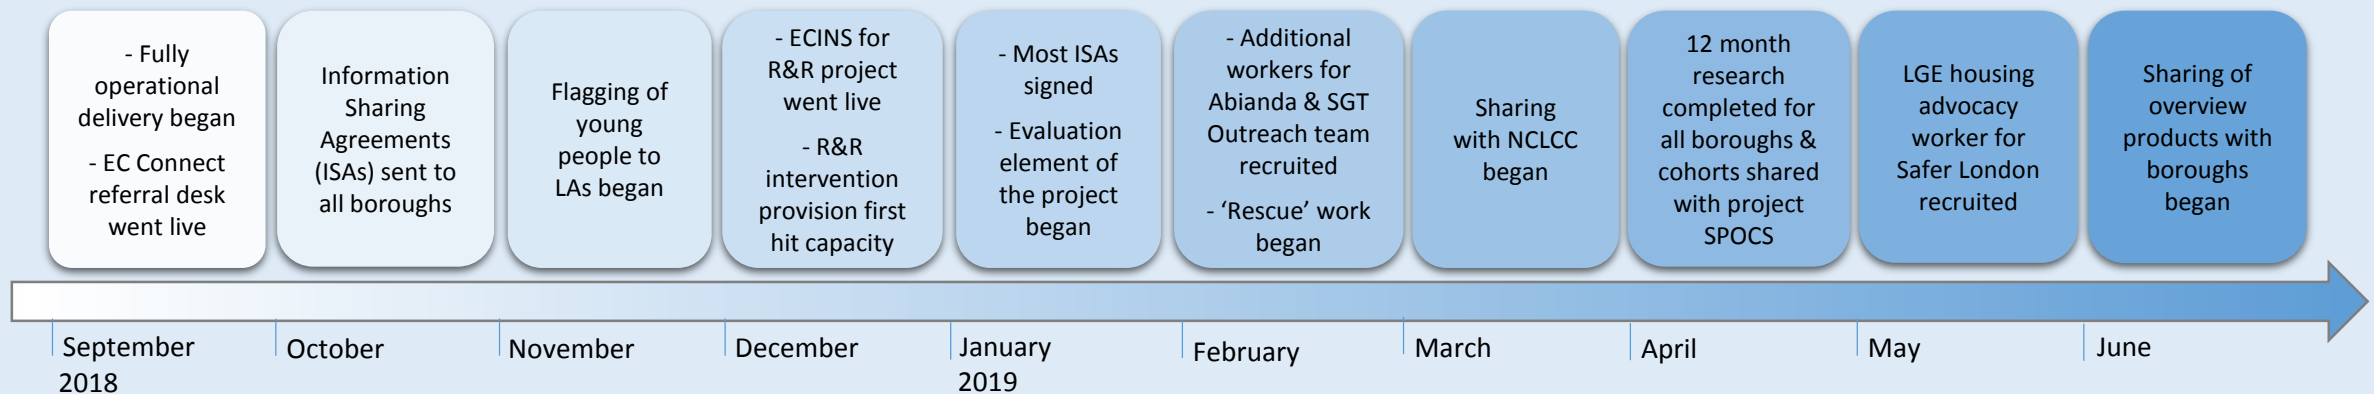 - Fully
operational
delivery began
- EC Connect
referral desk
went live
Information
Sharing
Agreements
(ISAs) sent to
all boroughs
Flagging of
young
people to
LAs began
- ECINS for
R&R project
went live
- R&R
intervention
provision first
hit capacity
- Most ISAs
signed
- Evaluation
element of
the project
began
- Additional
workers for
Abianda & SGT
Outreach team
recruited
- ‘Rescue’ work
began
Sharing
with NCLCC
began
12 month
research
completed for
all boroughs &
cohorts shared
with project
SPOCS
LGE housing
advocacy
worker for
Safer London
recruited
Sharing of
overview
products with
boroughs
began
September
2018
October
November
December
January
2019
February
March
April
May
June